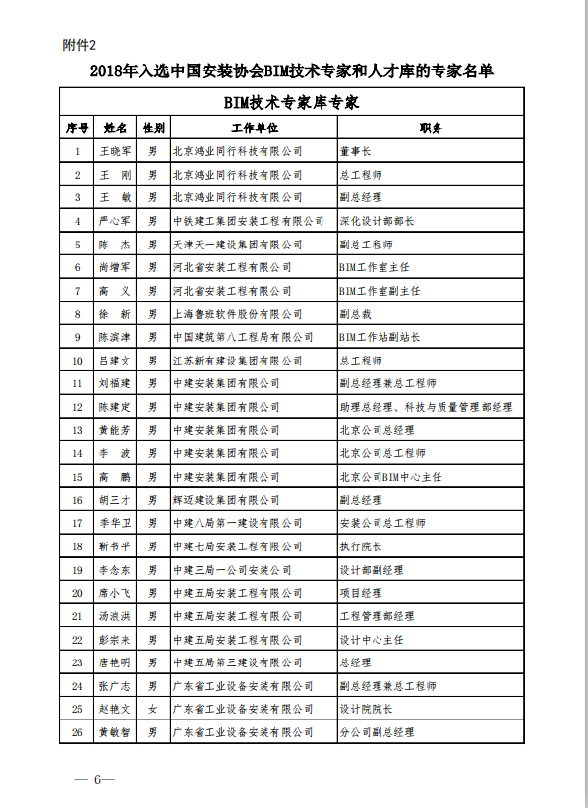 附件2
2018年入选中国安装协会BIM技术专家和人才库的专家名单
BIM技术专家库专家
序号 姓名 性别 工作单位 职务
1 王晓军 男 北京鸿业同行科技有限公司 董事长
2 王 刚 男 北京鸿业同行科技有限公司 总工程师
3 王 敏 男 北京鸿业同行科技有限公司 副总经理
4 严心军 男 中铁建工集团安装工程有限公司 深化设计部部长
5 陈 杰 男 天津天一建设集团有限公司 副总工程师
6 尚增军 男 河北省安装工程有限公司 BIM工作室主任
7 高 义 男 河北省安装工程有限公司 BIM工作室副主任
8 徐 新 男 上海鲁班软件股份有限公司 副总裁
9 陈滨津 男 中国建筑第八工程局有限公司 BIM工作站副站长
10 吕建文 男 江苏新有建设集团有限公司 总工程师
11 刘福建 男 中建安装集团有限公司 副总经理兼总工程师
12 陈建定 男 中建安装集团有限公司 助理总经理、科技与质量管理部经理
13 黄能芳 男 中建安装集团有限公司 北京公司总经理
14 李 波 男 中建安装集团有限公司 北京公司总工程师
15 高 鹏 男 中建安装集团有限公司 北京公司BIM中心主任
16 胡三才 男 辉迈建设集团有限公司 副总经理
17 季华卫 男 中建八局第一建设有限公司 安装公司总工程师
18 靳书平 男 中建七局安装工程有限公司 执行院长
19 李念东 男 中建三局一公司安装公司 设计部副经理
20 席小飞 男 中建五局安装工程有限公司 项目经理
21 汤浪洪 男 中建五局安装工程有限公司 工程管理部经理
22 彭宗来 男 中建五局安装工程有限公司 设计中心主任
23 唐艳明 男 中建五局第三建设有限公司 总经理
24 张广志 男 广东省工业设备安装有限公司 副总经理兼总工程师
25 赵艳文 女 广东省工业设备安装有限公司 设计院院长
26 黄敏智 男 广东省工业设备安装有限公司 分公司副总经理
— 6—